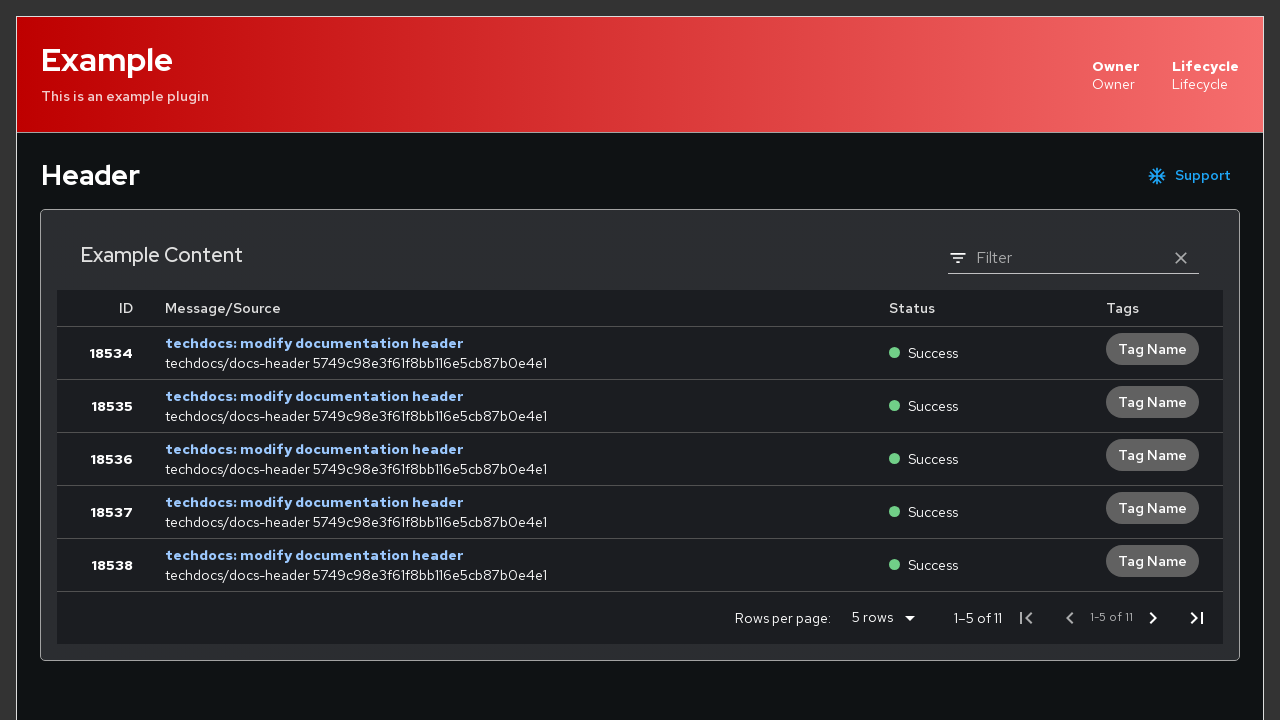 Example
This is an example plugin
Owner
Owner
Lifecycle
Lifecycle
Header
Support
Example Content
Filter
ID Message/Source Status Tags
18534 techdocs: modify documentation header
techdocs/docs-header 5749c98e3f61f8bb116e5cb87b0e4e1 Success Tag Name
18535 techdocs: modify documentation header
techdocs/docs-header 5749c98e3f61f8bb116e5cb87b0e4e1 Success Tag Name
18536 techdocs: modify documentation header
techdocs/docs-header 5749c98e3f61f8bb116e5cb87b0e4e1 Success Tag Name
18537 techdocs: modify documentation header
techdocs/docs-header 5749c98e3f61f8bb116e5cb87b0e4e1 Success Tag Name
18538 techdocs: modify documentation header
techdocs/docs-header 5749c98e3f61f8bb116e5cb87b0e4e1 Success Tag Name
Rows per page: 5 rows 1–5 of 11 1-5 of 11